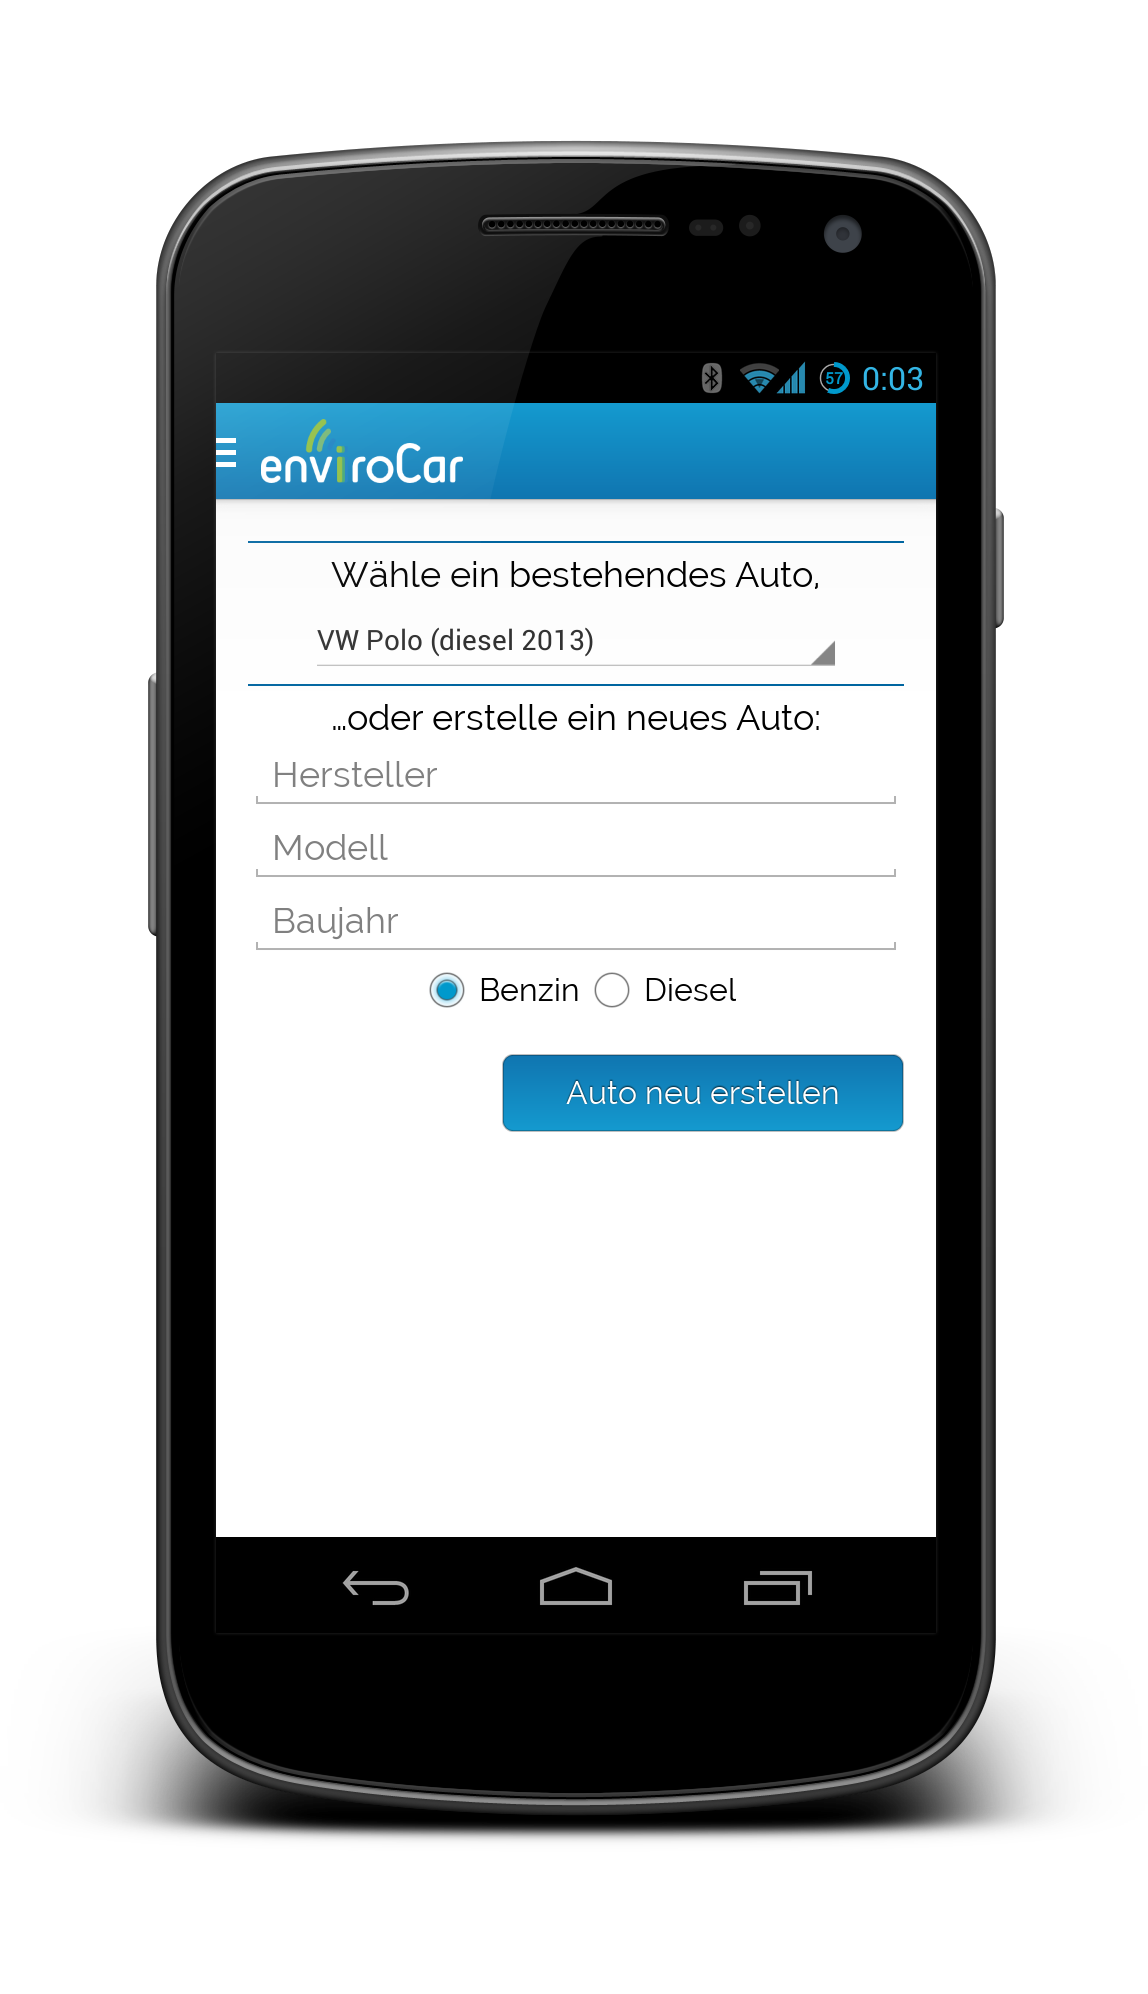 57 0:03
enviroCar
Wähle ein bestehendes Auto,
VW Polo (diesel 2013)
...oder erstelle ein neues Auto:
Hersteller
Modell
Baujahr
Benzin Diesel
Auto neu erstellen